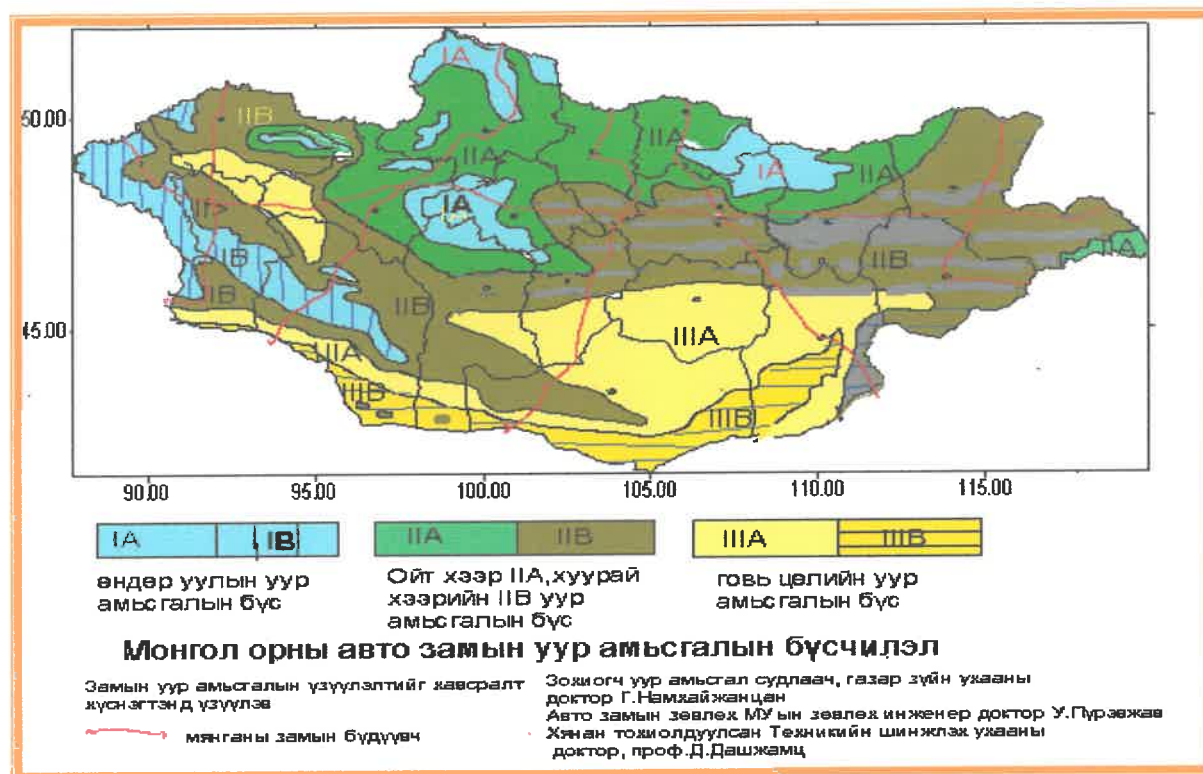 IA
50.00
IIB
IIA
IIA
IA
IIA
IA
IIB
IIA
IIB
IIB
IIB
45.00
IIIA
IIIA
IIIB
IIIB
90.00 95.00 100.00 105.00 110.00 115.00
IA IB IIA IIB IIIA IIIB
өндөр уулын уур
амьсгалын бүс
Ойт хээр IIA,хуурай
хээрийн IIB уур
амьсгалын бүс
говь цөлийн уур
амьсгалын бүс
Монгол орны авто замын уур амьсгалын бүсчилэл
Замын уур амьсгалын үзүүлэлтийг хавсралт
хүснэгтэнд үзүүлэв
мянганы замын бүдүүвч
Зохиогч уур амьсгал судлаач, газар зүйн ухааны
доктор Г.Намхайжанцан
Авто замын зөвлөх МУ ын зөвлөх инженер доктор У.Пүрэвжав
Хянан тохиолдуулсан Техникийн шинжлэх ухааны
доктор, проф.Д.Дашжамц